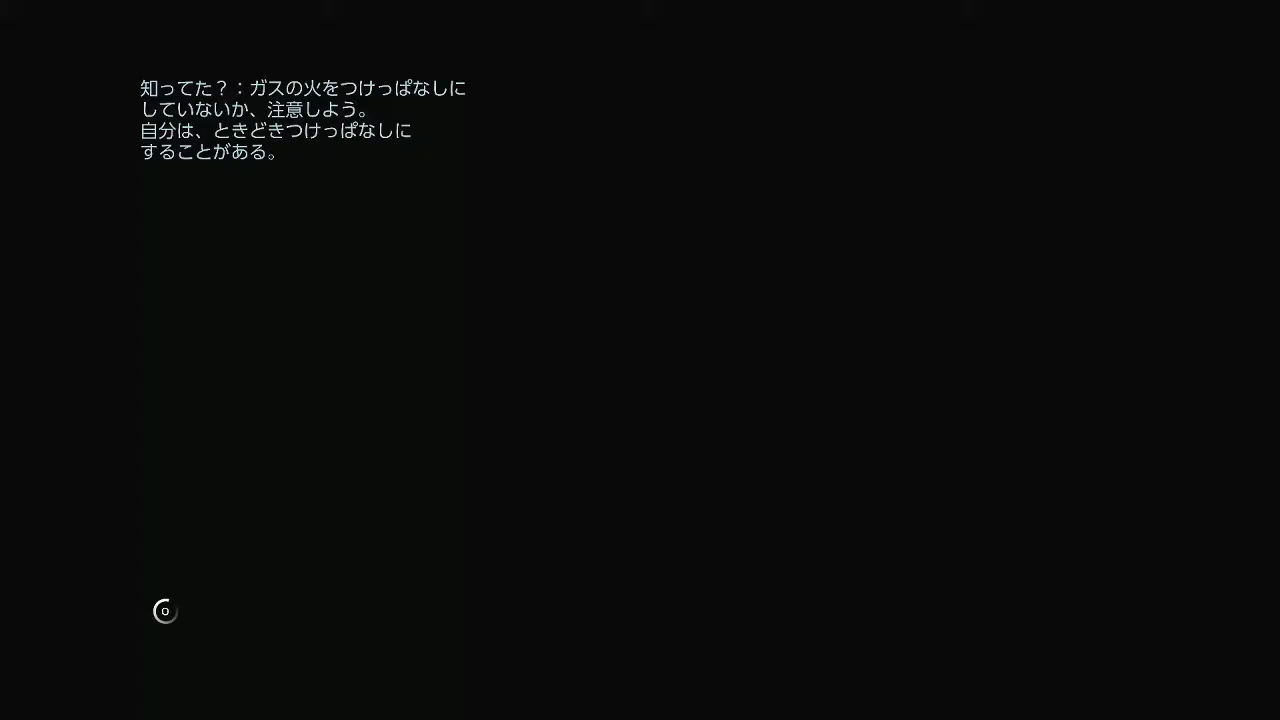 知ってた？：ガスの火をつけっぱなしに
していないか、注意しよう。
自分は、ときどきつけっぱなしに
することがある。